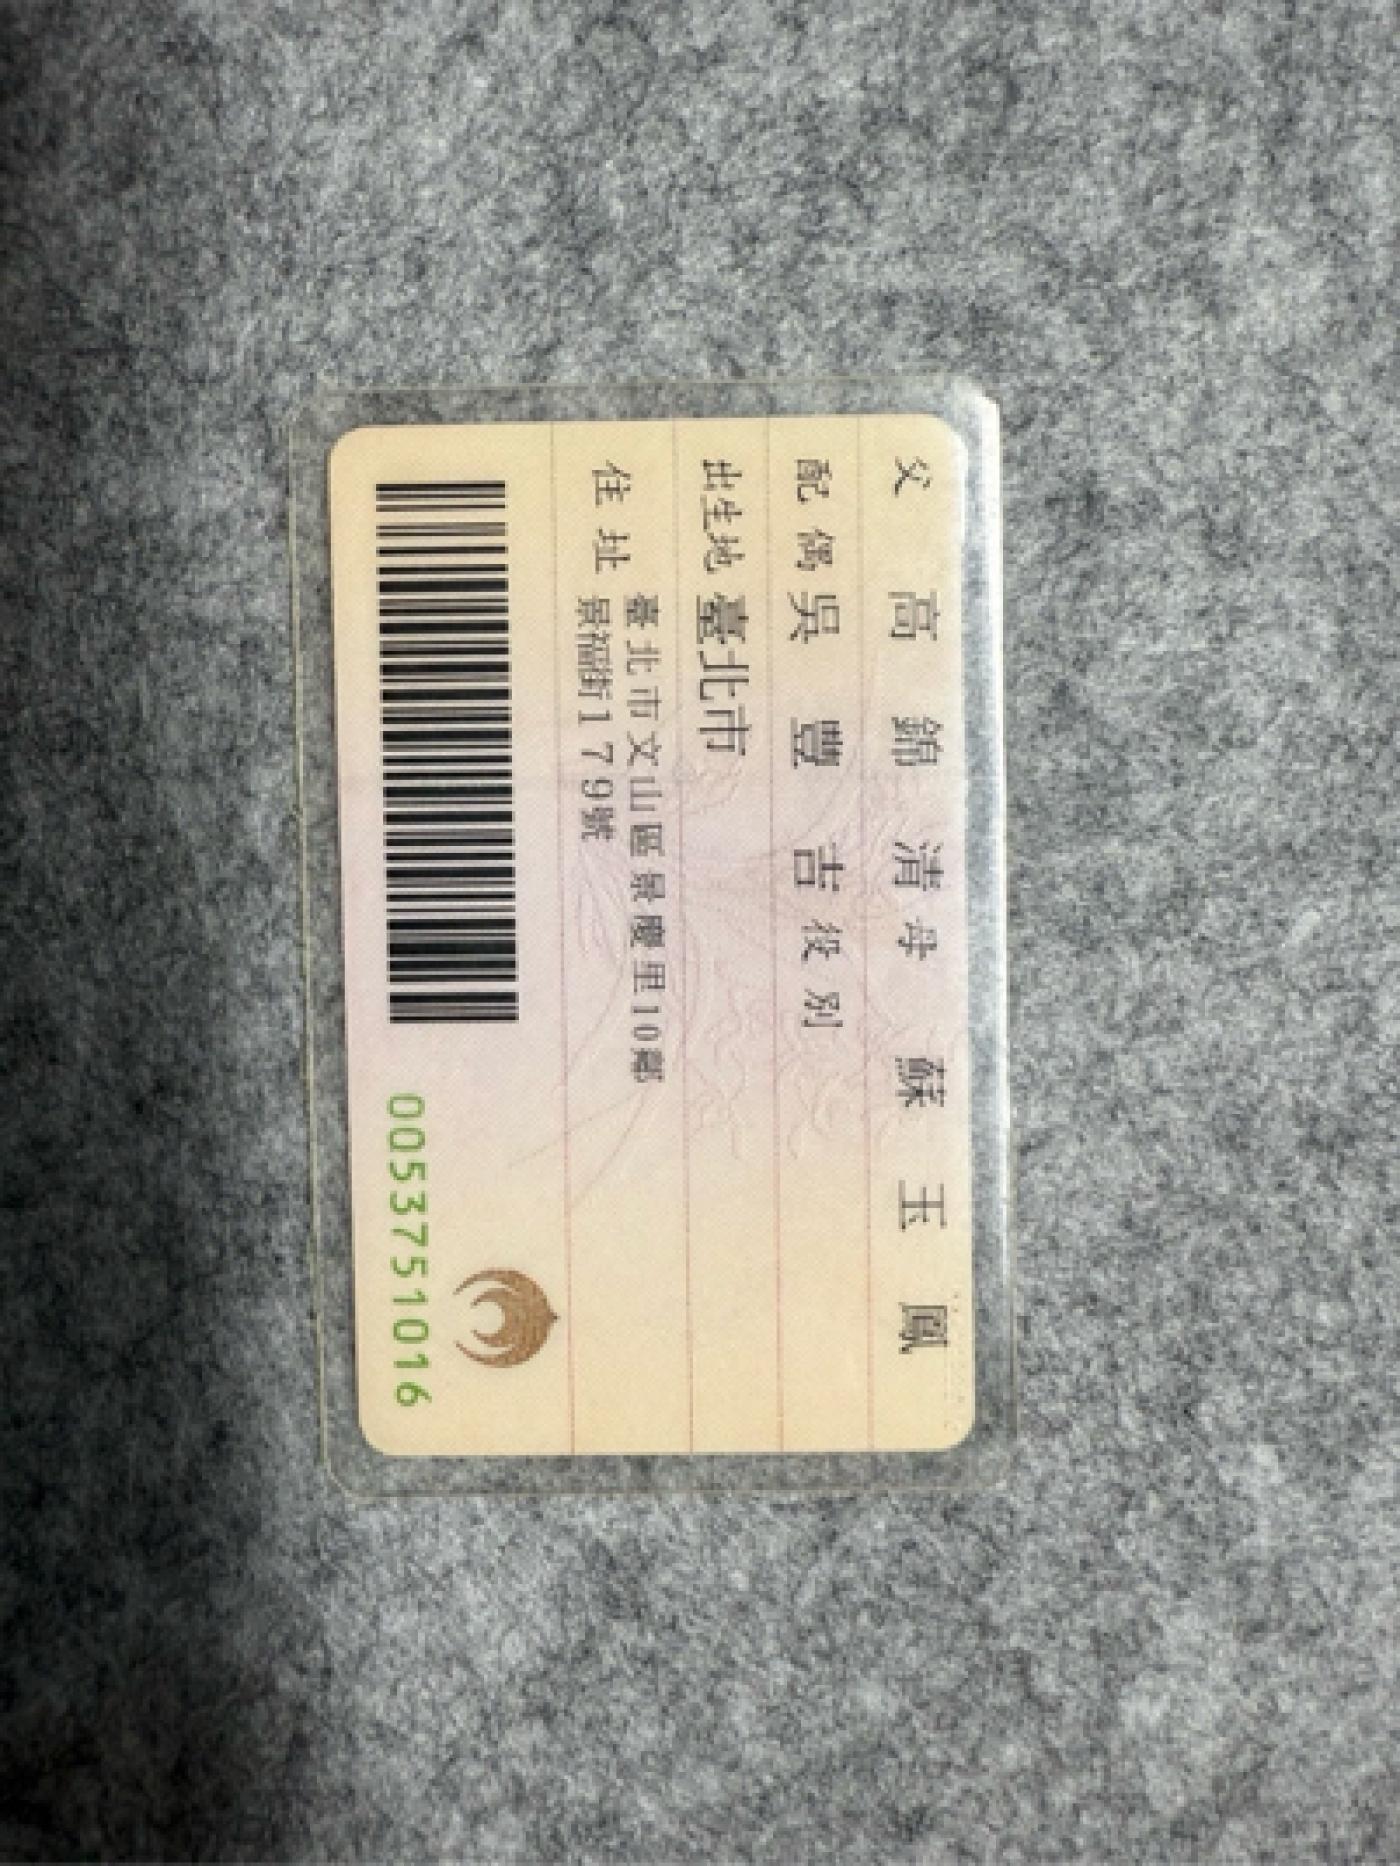 父 高錦清 母 蘇玉鳳
配偶 吳豐吉 役別
出生地 臺北市
住址 臺北市文山區景慶里10鄰
景福街179號
0053751016